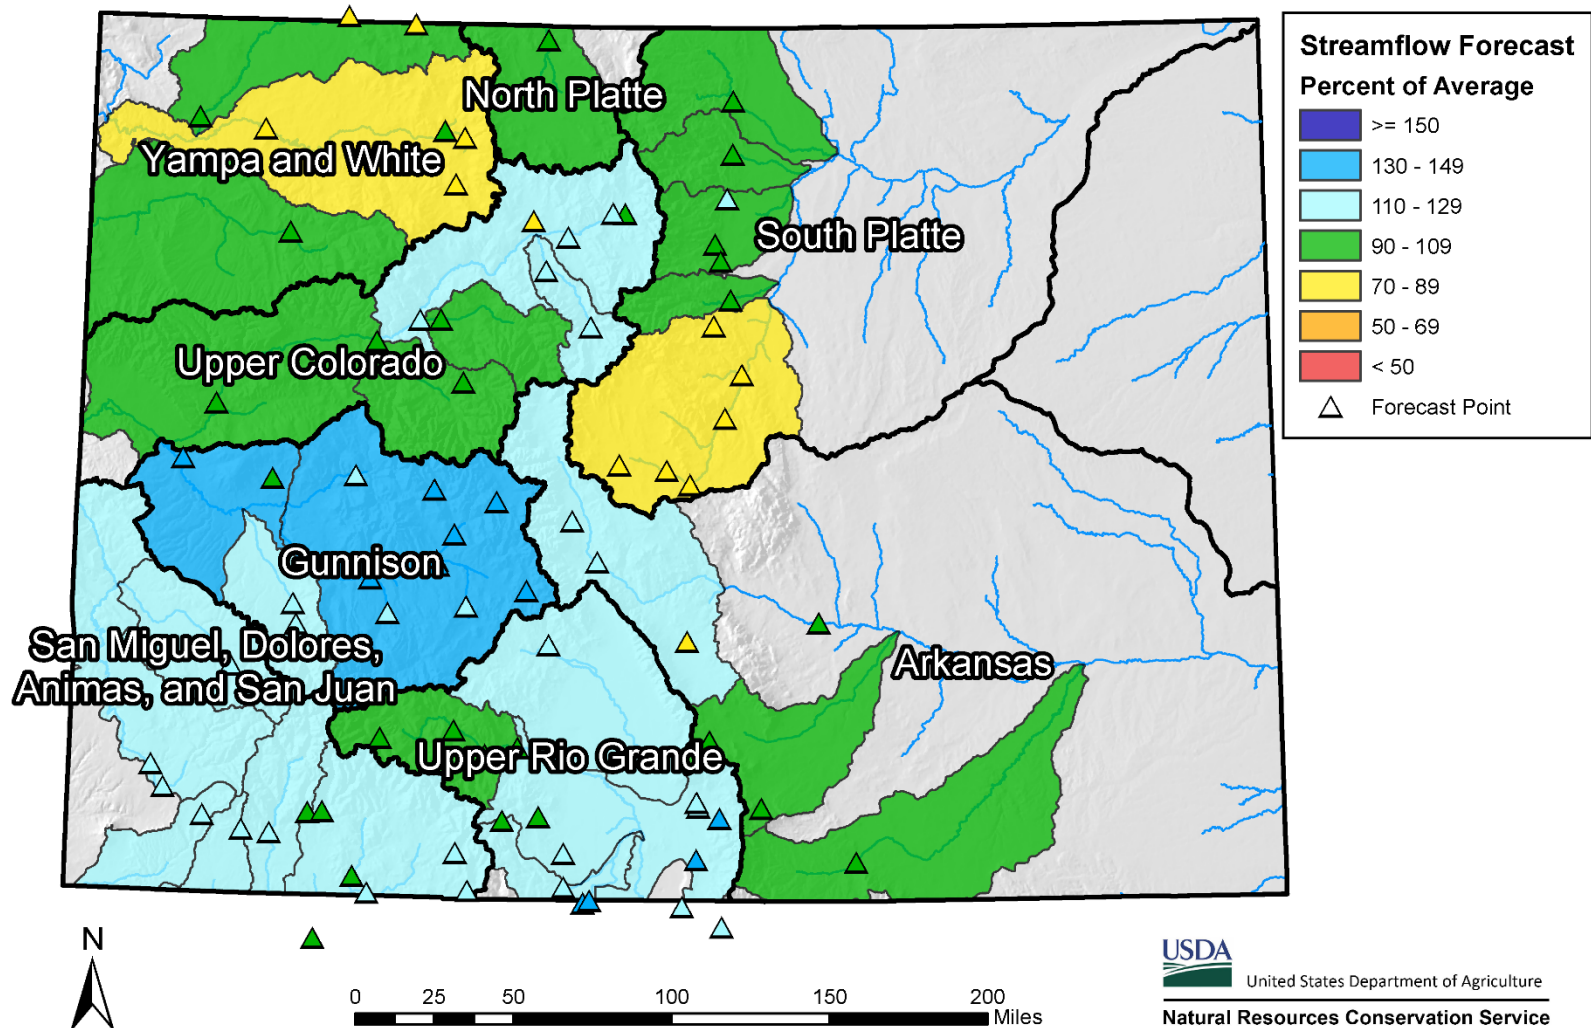 Streamflow Forecast
Percent of Average
>= 150
130 - 149
110 - 129
90 - 109
70 - 89
50 - 69
< 50
Forecast Point
North Platte
Yampa and White
South Platte
Upper Colorado
Gunnison
San Miguel, Dolores,
Animas, and San Juan
Arkansas
Upper Rio Grande
N
0 25 50 100 150 200
Miles
USDA
United States Department of Agriculture
Natural Resources Conservation Service